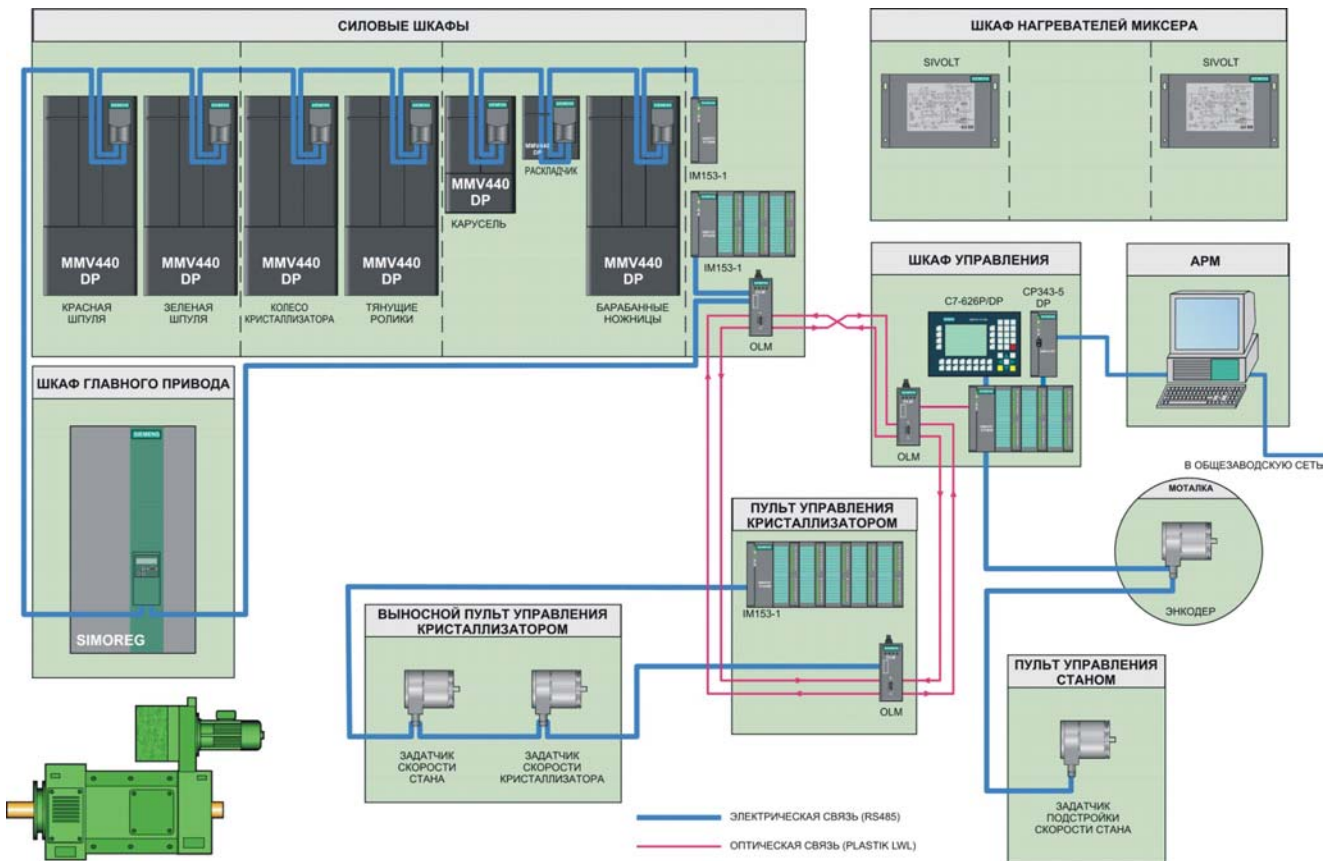 СИЛОВЫЕ ШКАФЫ
MMV440
DP
КРАСНАЯ
ШПУЛЯ
MMV440
DP
ЗЕЛЕНАЯ
ШПУЛЯ
MMV440
DP
КОЛЕСО
КРИСТАЛЛИЗАТОРА
MMV440
DP
ТЯНУЩИЕ
РОЛИКИ
MMV440
DP
КАРУСЕЛЬ
MMV440
DP
РАСКЛАДЧИК
MMV440
DP
БАРАБАННЫЕ
НОЖНИЦЫ
IM153-1
IM153-1
OLM
ШКАФ НАГРЕВАТЕЛЕЙ МИКСЕРА
SIVOLT
SIVOLT
ШКАФ УПРАВЛЕНИЯ
C7-626P/DP
CP343-5
DP
OLM
АРМ
В ОБЩЕЗАВОДСКУЮ СЕТЬ
ШКАФ ГЛАВНОГО ПРИВОДА
SIEMENS
SIMOREG
МОТАЛКА
ЭНКОДЕР
ПУЛЬТ УПРАВЛЕНИЯ
КРИСТАЛЛИЗАТОРОМ
IM153-1
OLM
ВЫНОСНОЙ ПУЛЬТ УПРАВЛЕНИЯ
КРИСТАЛЛИЗАТОРОМ
ЗАДАТЧИК
СКОРОСТИ
СТАНА
ЗАДАТЧИК
СКОРОСТИ
КРИСТАЛЛИЗАТОРА
ПУЛЬТ УПРАВЛЕНИЯ
СТАНОМ
ЗАДАТЧИК
ПОДСТРОЙКИ
СКОРОСТИ СТАНА
ЭЛЕКТРИЧЕСКАЯ СВЯЗЬ (RS485)
ОПТИЧЕСКАЯ СВЯЗЬ (PLASTIK LWL)